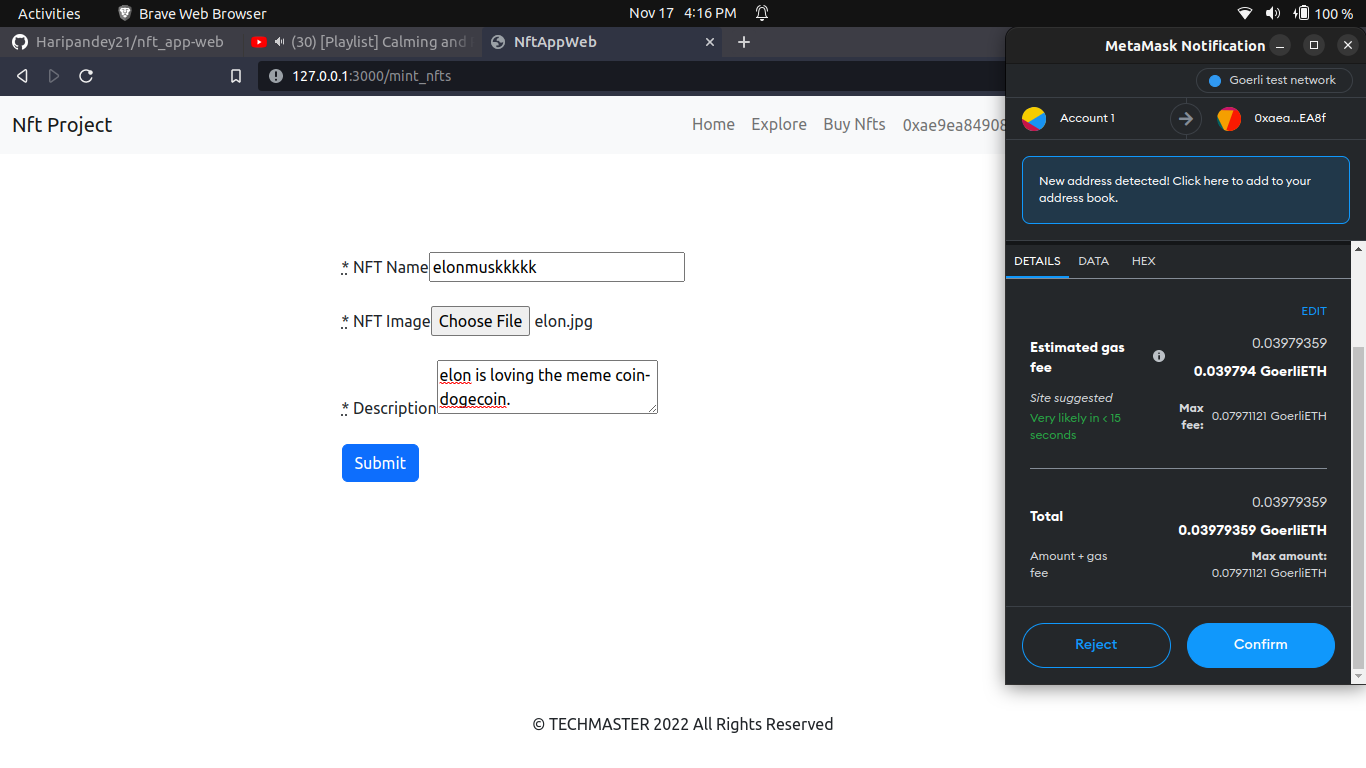 Activities Brave Web Browser Nov 17 4:16 PM 100 %
Haripandey21/nft_app-web (30) [Playlist] Calming and NftAppWeb
MetaMask Notification
127.0.0.1:3000/mint_nfts
Goerli test network
Nft Project Home Explore Buy Nfts 0xae9ea84908
Account 1 0xaea...EA8f
New address detected! Click here to add to your
address book.
* NFT Name elonmuskkkkk
* NFT Image Choose File elon.jpg
* Description elon is loving the meme coin-
dogecoin.
Submit
DETAILS DATA HEX
EDIT
Estimated gas
fee
0.03979359
0.039794 GoerliETH
Site suggested
Very likely in < 15
seconds
Max
fee:
0.07971121 GoerliETH
0.03979359
Total
0.03979359 GoerliETH
Amount + gas
fee
Max amount:
0.07971121 GoerliETH
Reject Confirm
© TECHMASTER 2022 All Rights Reserved